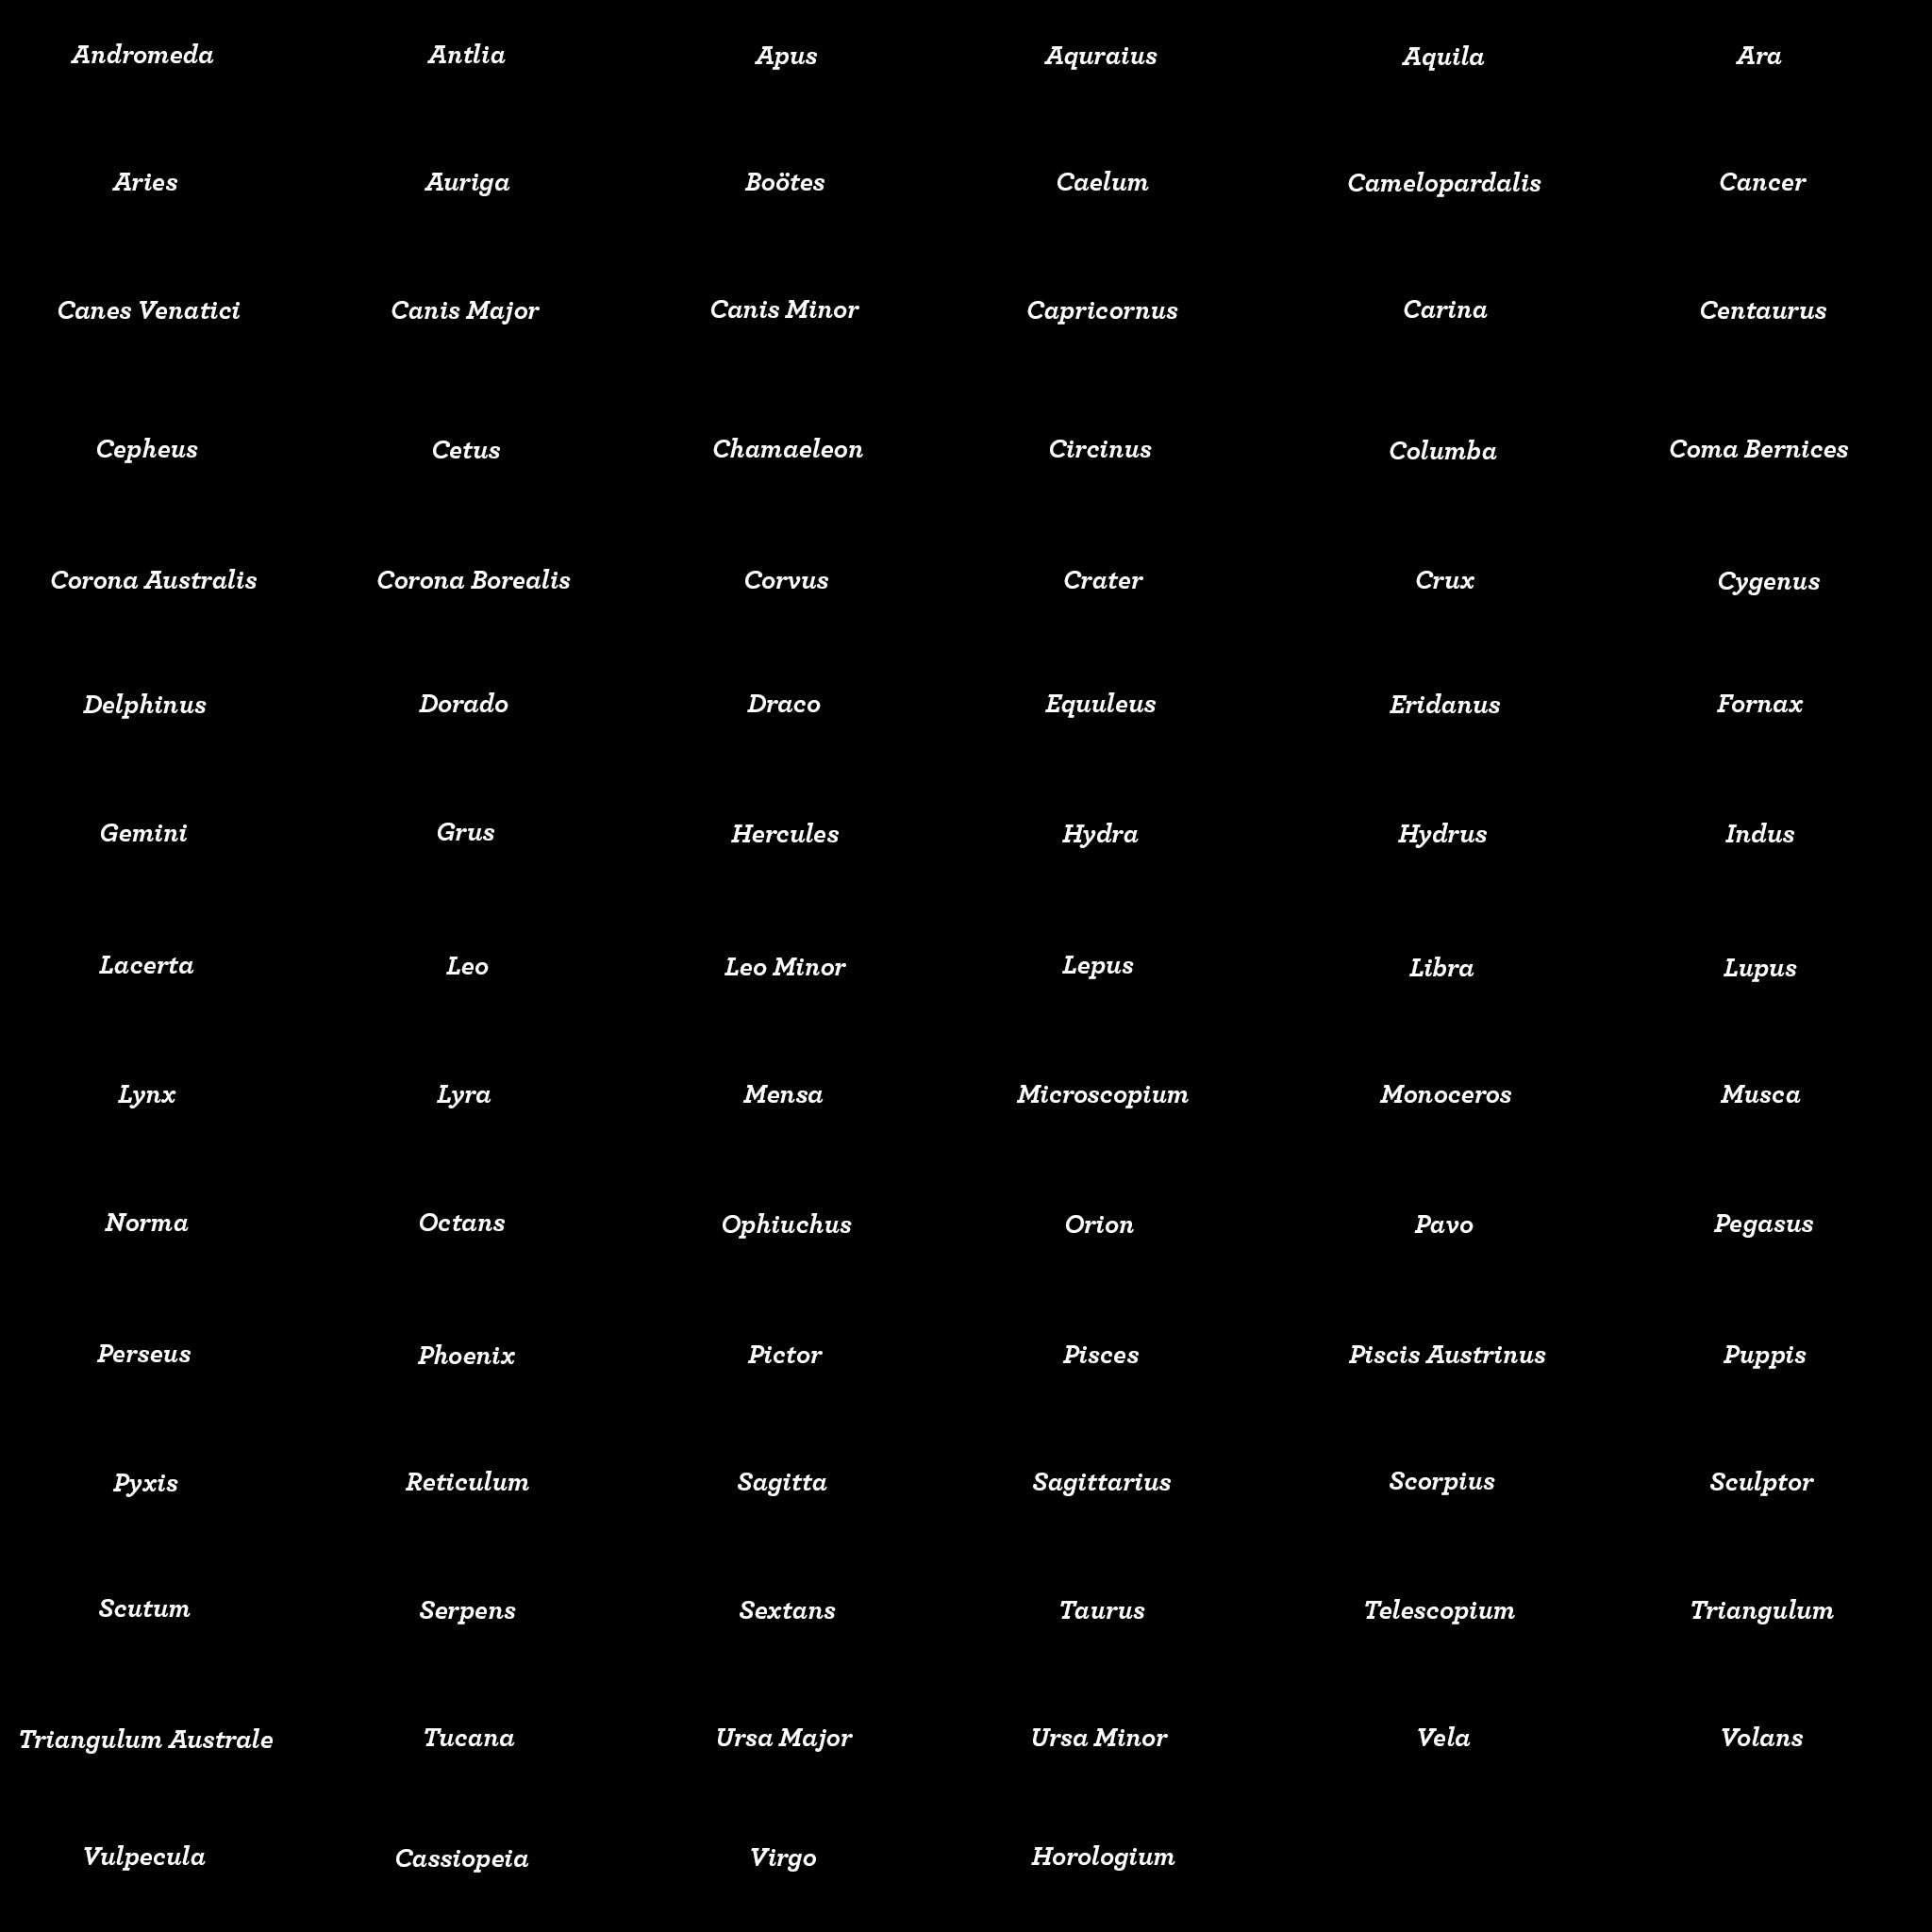 Andromeda Antlia Apus Aquraius Aquila Ara
Aries Auriga Boötes Caelum Camelopardalis Cancer
Canes Venatici Canis Major Canis Minor Capricornus Carina Centaurus
Cepheus Cetus Chamaeleon Circinus Columba Coma Bernices
Corona Australis Corona Borealis Corvus Crater Crux Cygenus
Delphinus Dorado Draco Equuleus Eridanus Fornax
Gemini Grus Hercules Hydra Hydrus Indus
Lacerta Leo Leo Minor Lepus Libra Lupus
Lynx Lyra Mensa Microscopium Monoceros Musca
Norma Octans Ophiuchus Orion Pavo Pegasus
Perseus Phoenix Pictor Pisces Piscis Austrinus Puppis
Pyxis Reticulum Sagitta Sagittarius Scorpius Sculptor
Scutum Serpens Sextans Taurus Telescopium Triangulum
Triangulum Australe Tucana Ursa Major Ursa Minor Vela Volans
Vulpecula Cassiopeia Virgo Horologium